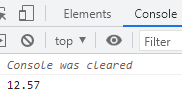 Elements Console
top Filter
Console was cleared
12.57